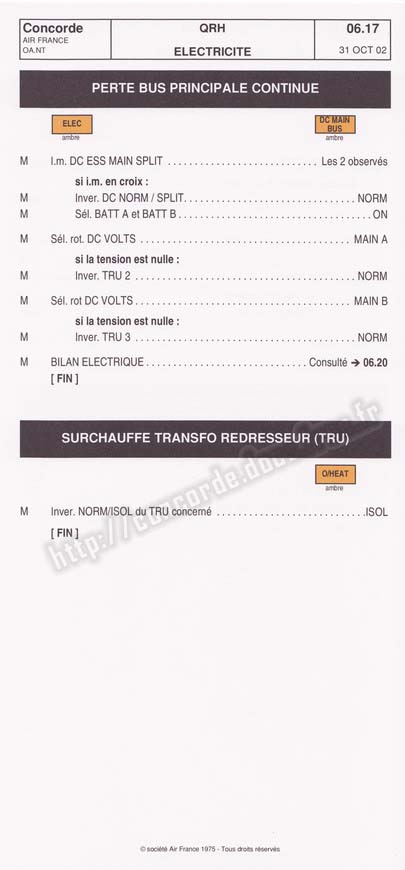 Concorde
AIR FRANCE
OA.NT
QRH
ELECTRICITE
06.17
31 OCT 02
PERTE BUS PRINCIPALE CONTINUE
ELEC
ambre
DC MAIN
BUS
ambre
M I.m. DC ESS MAIN SPLIT . . . . . . . . . . . . . . . . . . . . . . . . . . . Les 2 observés
si i.m. en croix :
M Inver. DC NORM / SPLIT. . . . . . . . . . . . . . . . . . . . . . . . . . . . . . NORM
M Sél. BATT A et BATT B . . . . . . . . . . . . . . . . . . . . . . . . . . . . . . . . . ON
M Sél. rot. DC VOLTS . . . . . . . . . . . . . . . . . . . . . . . . . . . . . . . . . . . . MAIN A
si la tension est nulle :
M Inver. TRU 2 . . . . . . . . . . . . . . . . . . . . . . . . . . . . . . . . . . . . . . . NORM
M Sél. rot DC VOLTS . . . . . . . . . . . . . . . . . . . . . . . . . . . . . . . . . . . . MAIN B
si la tension est nulle :
M Inver. TRU 3 . . . . . . . . . . . . . . . . . . . . . . . . . . . . . . . . . . . . . . . NORM
M BILAN ELECTRIQUE . . . . . . . . . . . . . . . . . . . . . . . . . . . . Consulté ➔ 06.20
[ FIN ]
SURCHAUFFE TRANSFO REDRESSEUR (TRU)
O/HEAT
ambre
M Inver. NORM/ISOL du TRU concerné . . . . . . . . . . . . . . . . . . . . . . . . . . ISOL
[ FIN ]
© société Air France 1975 - Tous droits réservés